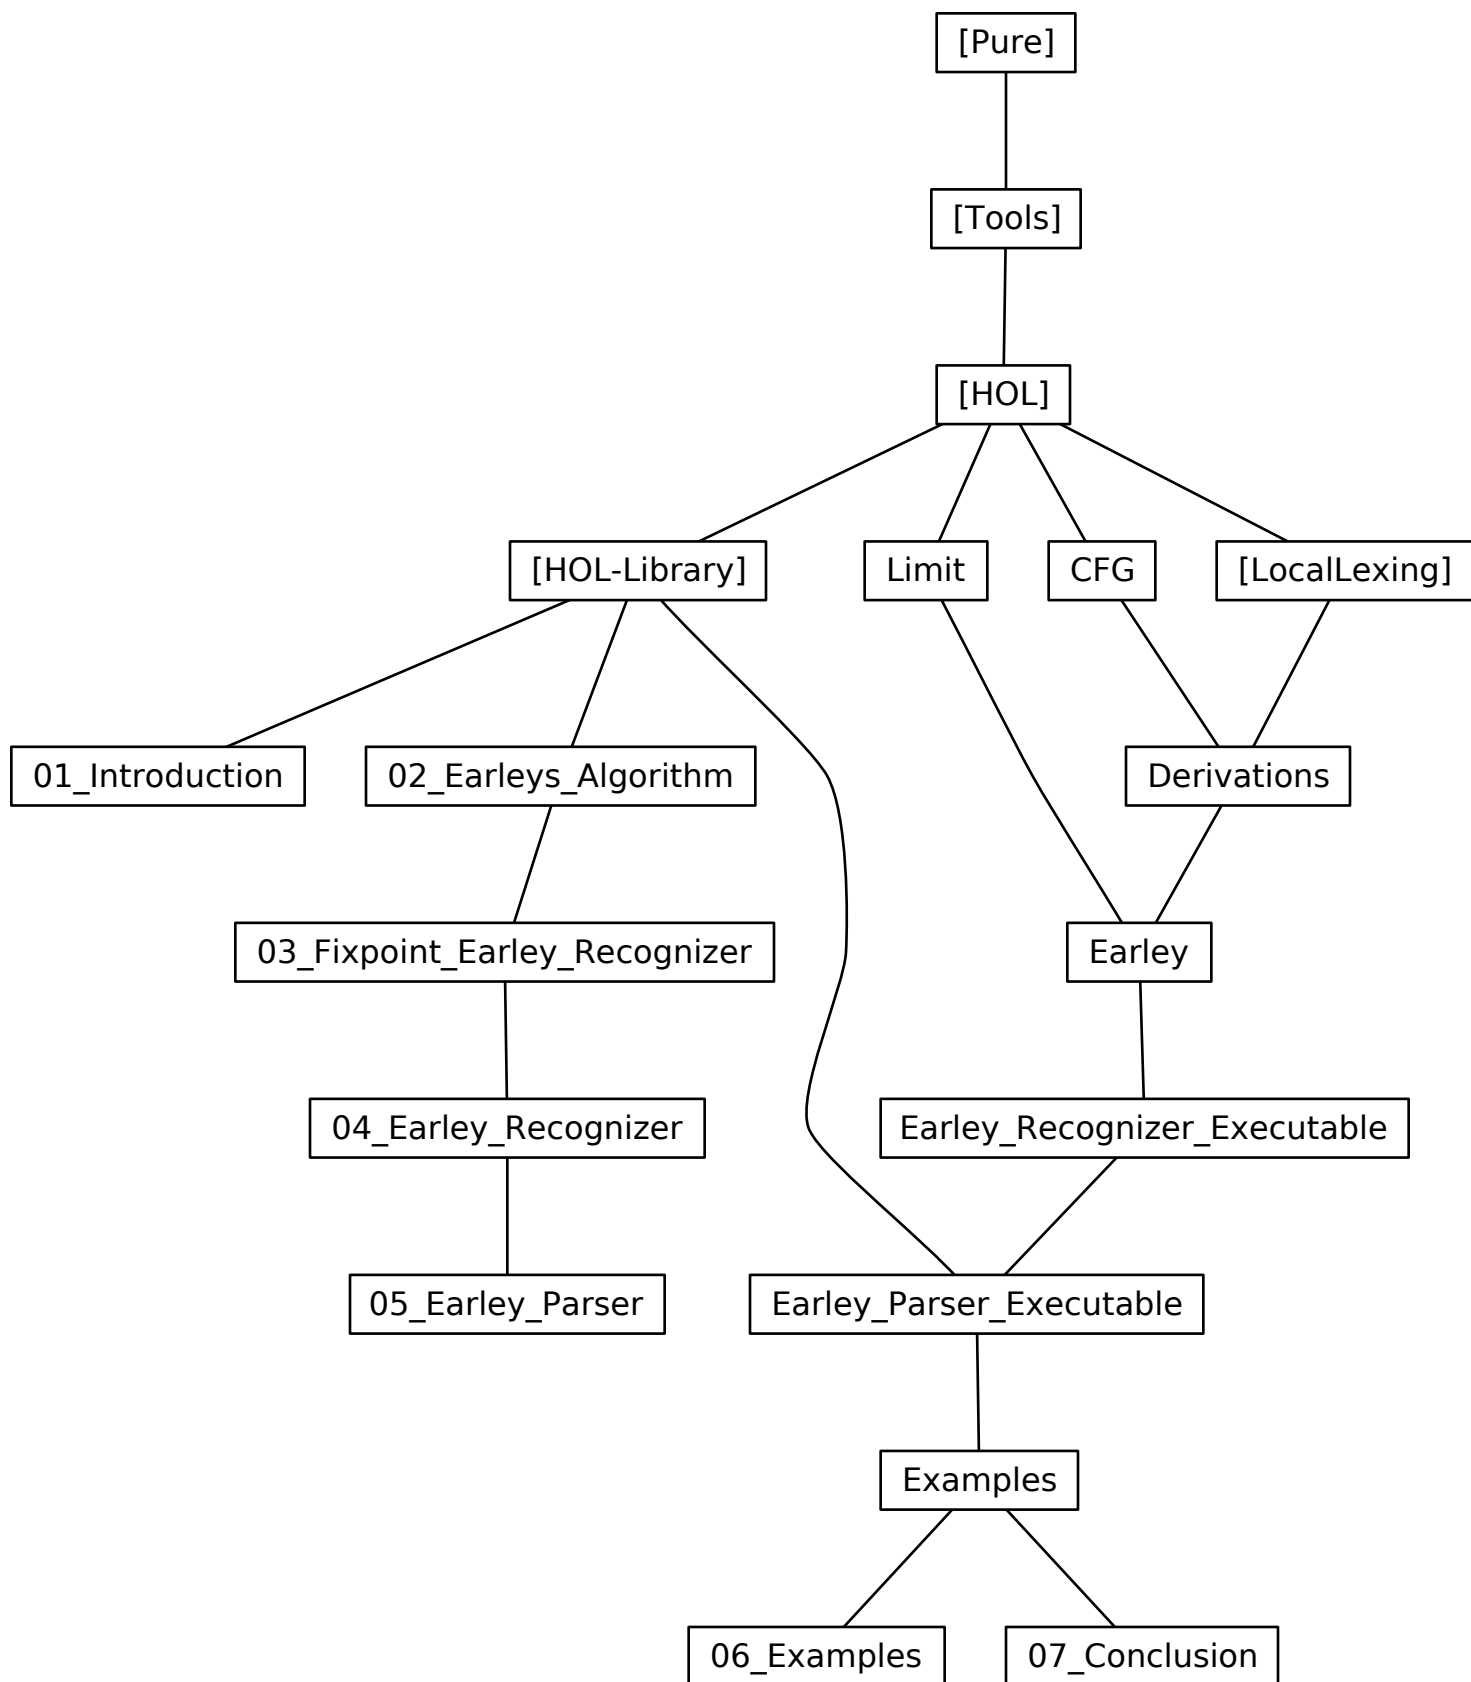 [Pure]
[Tools]
[HOL]
[HOL-Library]
Limit
CFG
[LocalLexing]
01_Introduction
02_Earleys_Algorithm
Derivations
03_Fixpoint_Earley_Recognizer
Earley
04_Earley_Recognizer
Earley_Recognizer_Executable
05_Earley_Parser
Earley_Parser_Executable
Examples
06_Examples
07_Conclusion